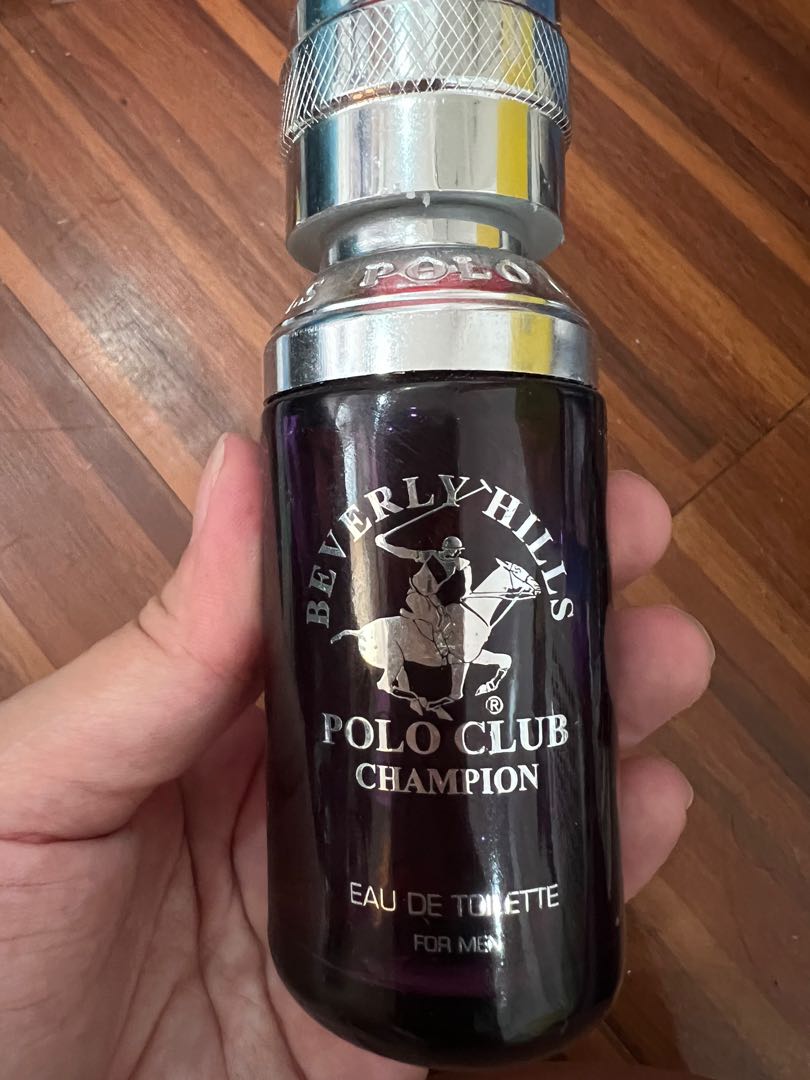 POLO
BEVERLY HILLS
®
POLO CLUB
CHAMPION
EAU DE TOILETTE
FOR MEN